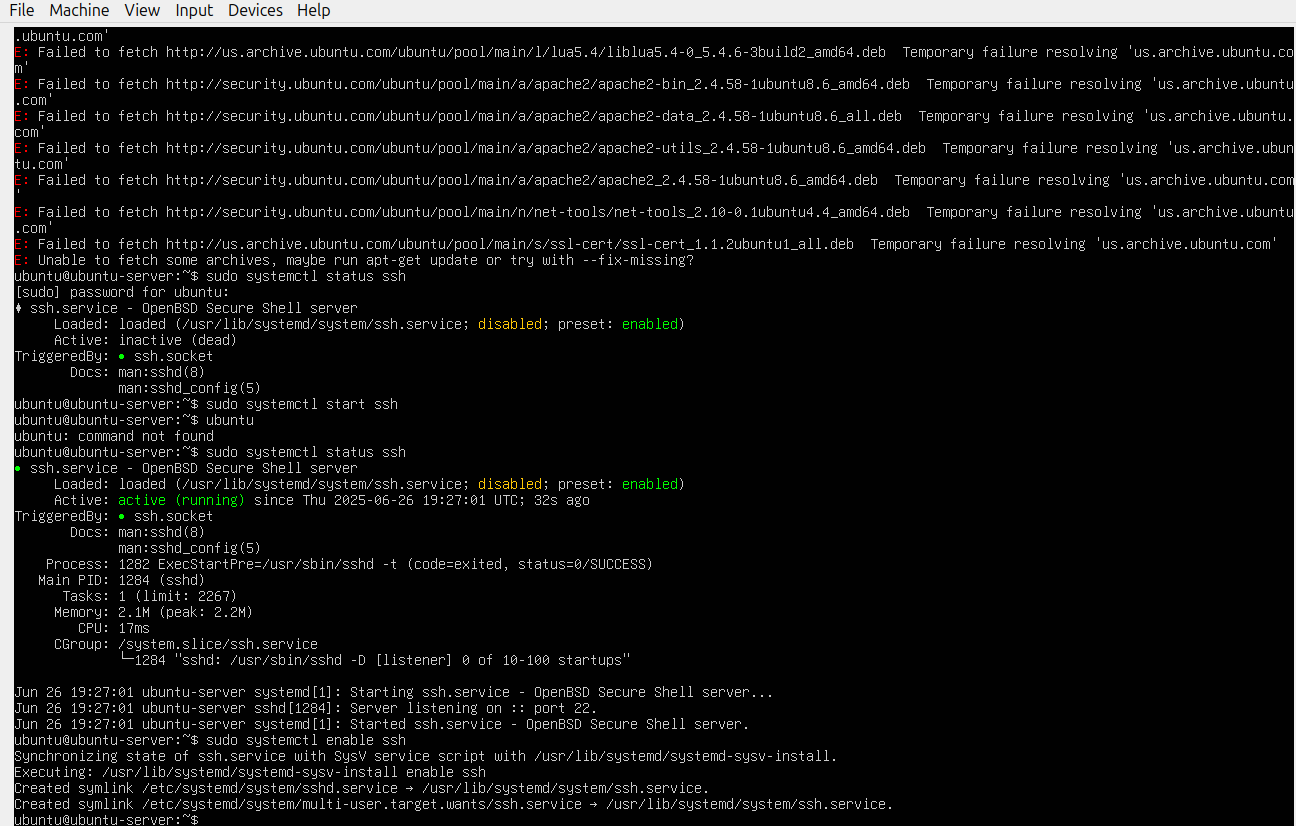 File Machine View Input Devices Help
.ubuntu.com'
E: Failed to fetch http://us.archive.ubuntu.com/ubuntu/pool/main/l/lua5.4/liblua5.4-0_5.4.6-3build2_amd64.deb  Temporary failure resolving 'us.archive.ubuntu.co
m'
E: Failed to fetch http://security.ubuntu.com/ubuntu/pool/main/a/apache2/apache2-bin_2.4.58-1ubuntu8.6_amd64.deb  Temporary failure resolving 'us.archive.ubuntu
.com'
E: Failed to fetch http://security.ubuntu.com/ubuntu/pool/main/a/apache2/apache2-data_2.4.58-1ubuntu8.6_all.deb  Temporary failure resolving 'us.archive.ubuntu.
com'
E: Failed to fetch http://security.ubuntu.com/ubuntu/pool/main/a/apache2/apache2-utils_2.4.58-1ubuntu8.6_amd64.deb  Temporary failure resolving 'us.archive.ubun
tu.com'
E: Failed to fetch http://security.ubuntu.com/ubuntu/pool/main/a/apache2/apache2_2.4.58-1ubuntu8.6_amd64.deb  Temporary failure resolving 'us.archive.ubuntu.com
'
E: Failed to fetch http://security.ubuntu.com/ubuntu/pool/main/n/net-tools/net-tools_2.10-0.1ubuntu4.4_amd64.deb  Temporary failure resolving 'us.archive.ubuntu
.com'
E: Failed to fetch http://us.archive.ubuntu.com/ubuntu/pool/main/s/ssl-cert/ssl-cert_1.1.2ubuntu1_all.deb  Temporary failure resolving 'us.archive.ubuntu.com'
E: Unable to fetch some archives, maybe run apt-get update or try with --fix-missing?
ubuntu@ubuntu-server:~$ sudo systemctl status ssh
[sudo] password for ubuntu:
♦ ssh.service - OpenBSD Secure Shell server
     Loaded: loaded (/usr/lib/systemd/system/ssh.service; disabled; preset: enabled)
     Active: inactive (dead)
TriggeredBy: ● ssh.socket
       Docs: man:sshd(8)
             man:sshd_config(5)
ubuntu@ubuntu-server:~$ sudo systemctl start ssh
ubuntu@ubuntu-server:~$ ubuntu
ubuntu: command not found
ubuntu@ubuntu-server:~$ sudo systemctl status ssh
● ssh.service - OpenBSD Secure Shell server
     Loaded: loaded (/usr/lib/systemd/system/ssh.service; disabled; preset: enabled)
     Active: active (running) since Thu 2025-06-26 19:27:01 UTC; 32s ago
TriggeredBy: ● ssh.socket
       Docs: man:sshd(8)
             man:sshd_config(5)
    Process: 1282 ExecStartPre=/usr/sbin/sshd -t (code=exited, status=0/SUCCESS)
   Main PID: 1284 (sshd)
      Tasks: 1 (limit: 2267)
     Memory: 2.1M (peak: 2.2M)
        CPU: 17ms
     CGroup: /system.slice/ssh.service
             └─1284 "sshd: /usr/sbin/sshd -D [listener] 0 of 10-100 startups"
Jun 26 19:27:01 ubuntu-server systemd[1]: Starting ssh.service - OpenBSD Secure Shell server...
Jun 26 19:27:01 ubuntu-server sshd[1284]: Server listening on :: port 22.
Jun 26 19:27:01 ubuntu-server systemd[1]: Started ssh.service - OpenBSD Secure Shell server.
ubuntu@ubuntu-server:~$ sudo systemctl enable ssh
Synchronizing state of ssh.service with SysV service script with /usr/lib/systemd/systemd-sysv-install.
Executing: /usr/lib/systemd/systemd-sysv-install enable ssh
Created symlink /etc/systemd/system/sshd.service → /usr/lib/systemd/system/ssh.service.
Created symlink /etc/systemd/system/multi-user.target.wants/ssh.service → /usr/lib/systemd/system/ssh.service.
ubuntu@ubuntu-server:~$